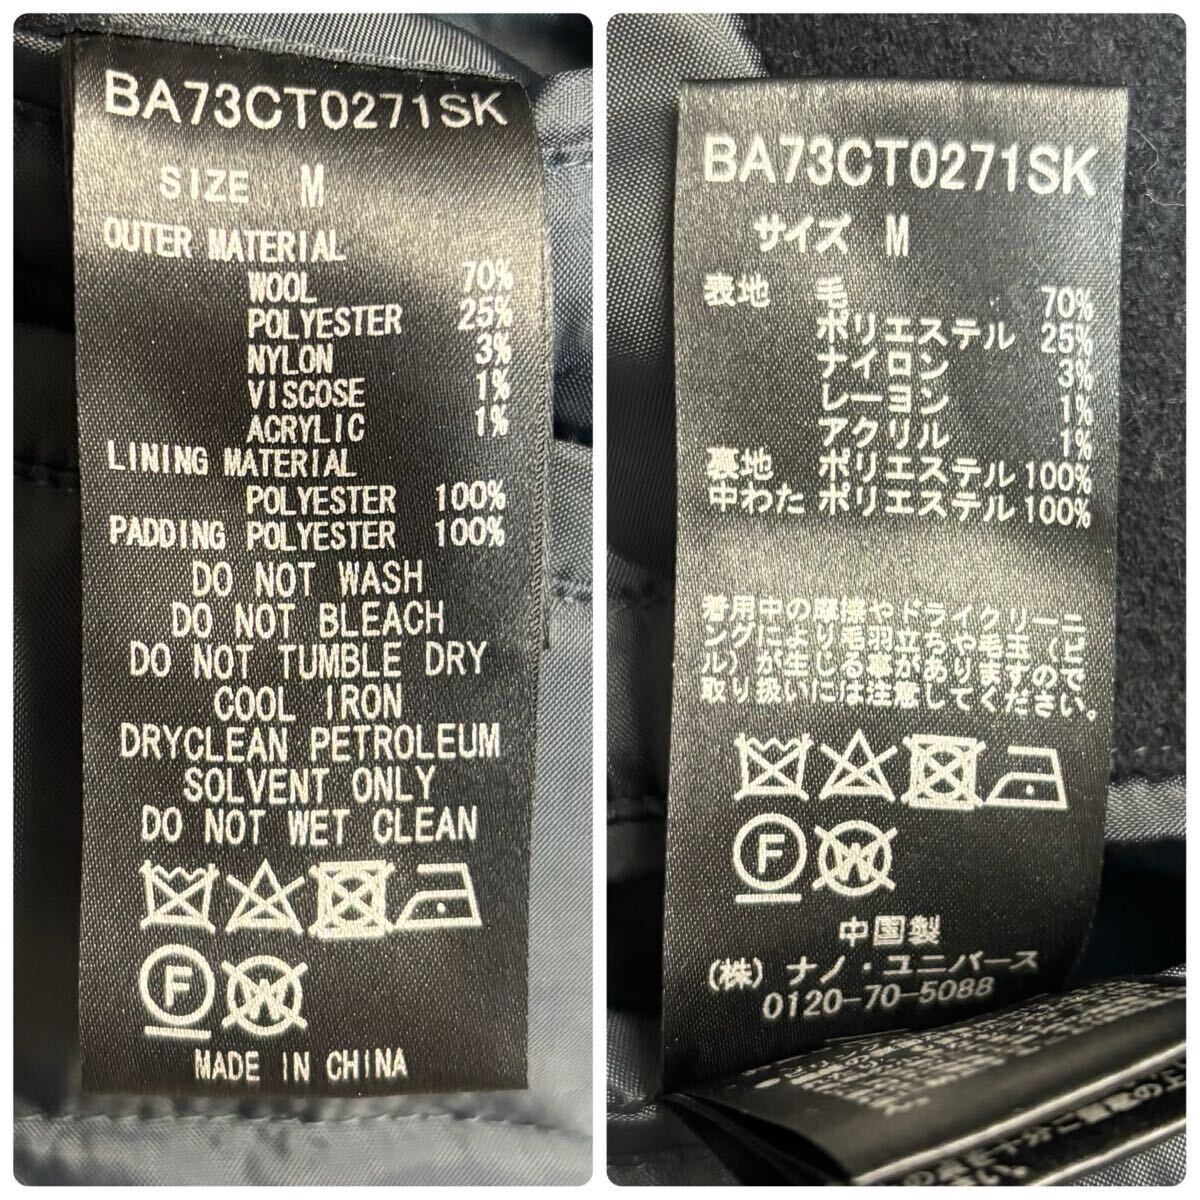 BA73CT0271SK
SIZE M
OUTER MATERIAL
WOOL 70%
POLYESTER 25%
NYLON 3%
VISCOSE 1%
ACRYLIC 1%
LINING MATERIAL
POLYESTER 100%
PADDING POLYESTER 100%
DO NOT WASH
DO NOT BLEACH
DO NOT TUMBLE DRY
COOL IRON
DRYCLEAN PETROLEUM
SOLVENT ONLY
DO NOT WET CLEAN
F W
MADE IN CHINA
BA73CT0271SK
サイズ M
表地 毛 70%
ポリエステル 25%
ナイロン 3%
レーヨン 1%
アクリル 1%
裏地 ポリエステル 100%
中わた ポリエステル 100%
着用中の摩擦やドライクリーニ
ングにより毛羽立ちや毛玉(ピ
ル)が生じる事がありますので
取り扱いには注意してください。
F W
中国製
(株)ナノ・ユニバース
0120-70-5088